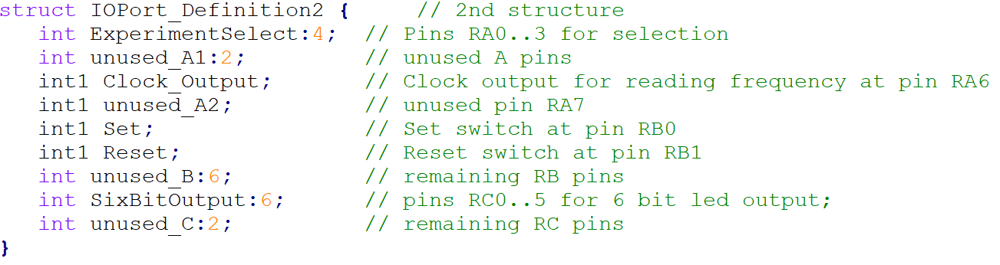 struct IOPort_Definition2 {     // 2nd structure
   int ExperimentSelect:4;  // Pins RA0..3 for selection
   int unused_A1:2;         // unused A pins
   int1 Clock_Output;       // Clock output for reading frequency at pin RA6
   int1 unused_A2;          // unused pin RA7
   int1 Set;                // Set switch at pin RB0
   int1 Reset;              // Reset switch at pin RB1
   int unused_B:6;          // remaining RB pins
   int SixBitOutput:6;      // pins RC0..5 for 6 bit led output;
   int unused_C:2;          // remaining RC pins
}